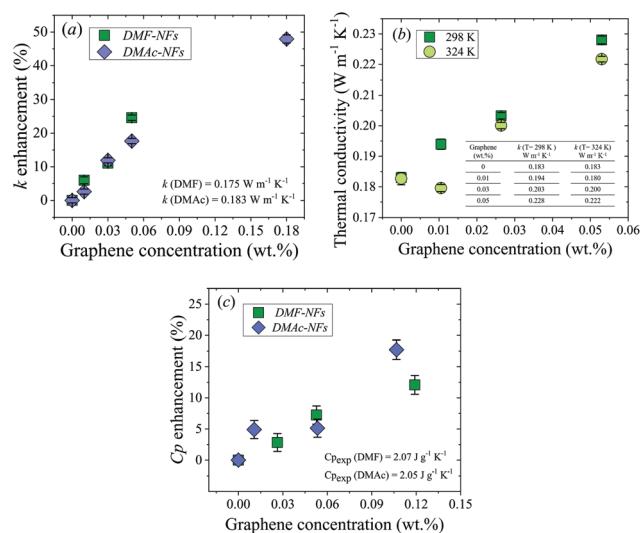 (a)
DMF-NFs
DMAc-NFs
k enhancement (%)
50
40
30
20
10
0
k (DMF) = 0.175 W m⁻¹ K⁻¹
k (DMAc) = 0.183 W m⁻¹ K⁻¹
0.00 0.03 0.06 0.09 0.12 0.15 0.18
Graphene concentration (wt.%)
(b)
298 K
324 K
Thermal conductivity (W m⁻¹ K⁻¹)
0.23
0.22
0.21
0.20
0.19
0.18
0.17
Graphene (wt.%) k (T= 298 K ) W m⁻¹ K⁻¹ k (T= 324 K) W m⁻¹ K⁻¹
0 0.183 0.183
0.01 0.194 0.180
0.03 0.203 0.200
0.05 0.228 0.222
0.00 0.01 0.02 0.03 0.04 0.05 0.06
Graphene concentration (wt.%)
(c)
DMF-NFs
DMAc-NFs
Cp enhancement (%)
25
20
15
10
5
0
Cpexp (DMF) = 2.07 J g⁻¹ K⁻¹
Cpexp (DMAc) = 2.05 J g⁻¹ K⁻¹
0.00 0.03 0.06 0.09 0.12 0.15
Graphene concentration (wt.%)